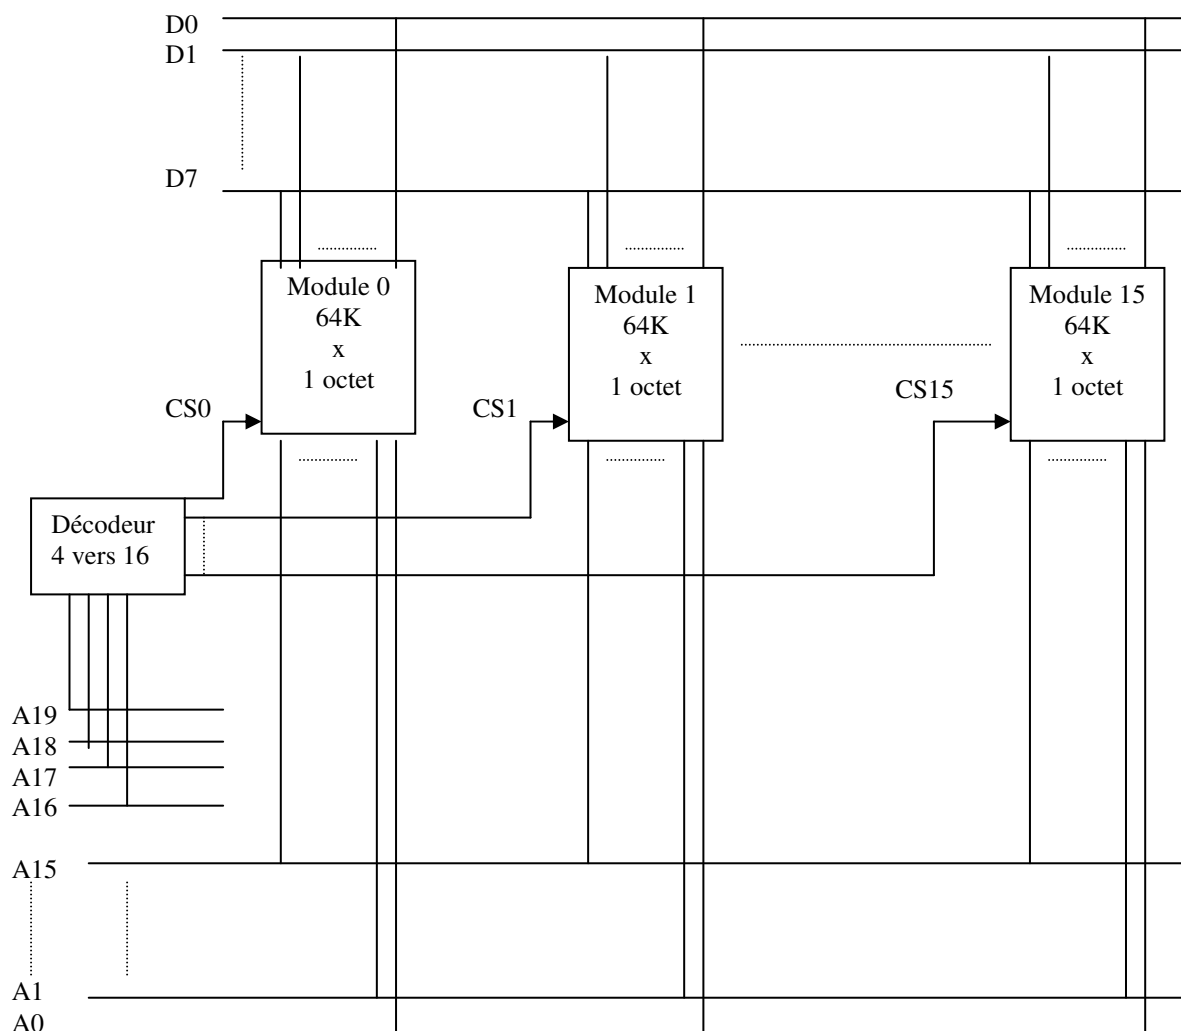 D0
D1
D7
Module 0
64K
x
1 octet
Module 1
64K
x
1 octet
Module 15
64K
x
1 octet
CS0
CS1
CS15
Décodeur
4 vers 16
A19
A18
A17
A16
A15
A1
A0